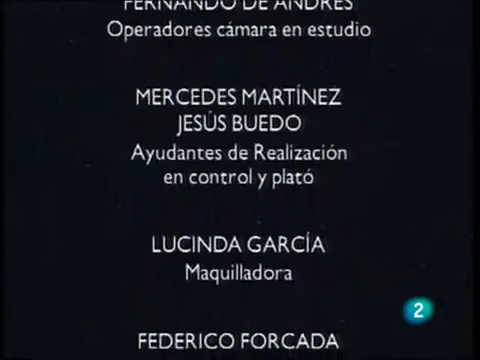 FERNANDO DE ANDRÉS
Operadores cámara en estudio
MERCEDES MARTÍNEZ
JESÚS BUEDO
Ayudantes de Realización
en control y plató
LUCINDA GARCÍA
Maquilladora
2
FEDERICO FORCADA